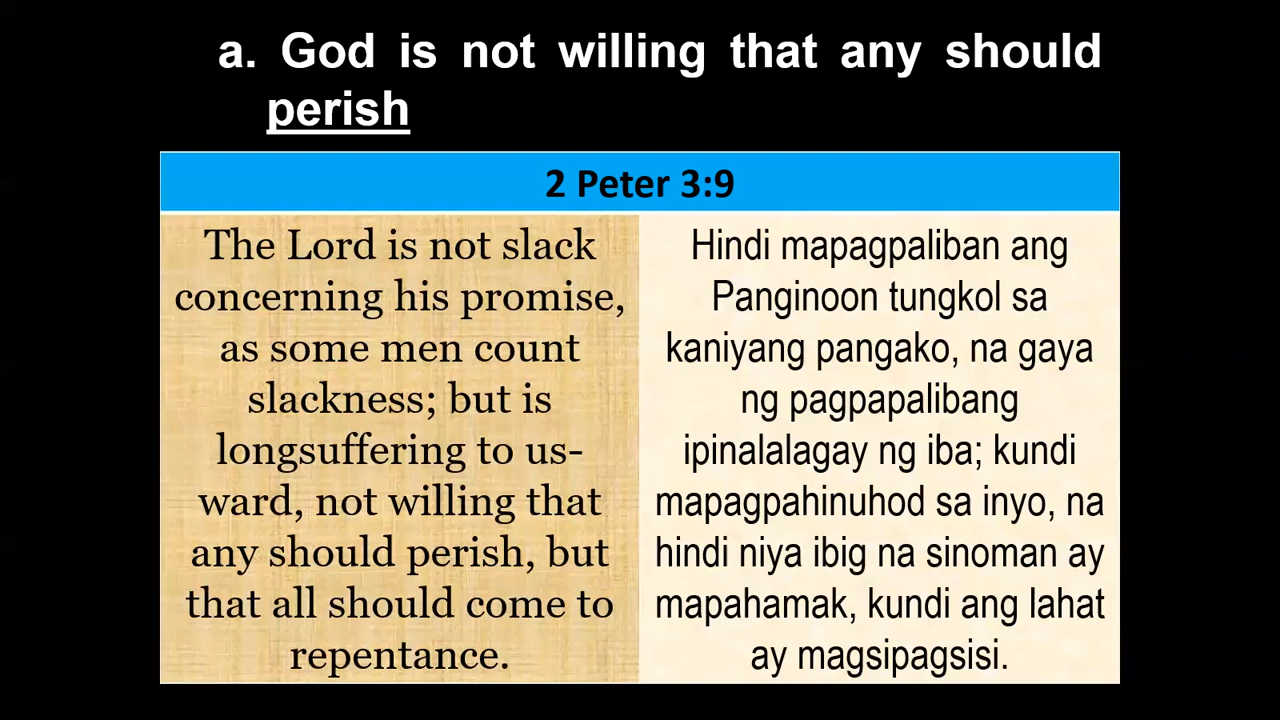 a. God is not willing that any should
perish
2 Peter 3:9
The Lord is not slack
concerning his promise,
as some men count
slackness; but is
longsuffering to us-
ward, not willing that
any should perish, but
that all should come to
repentance.
Hindi mapagpaliban ang
Panginoon tungkol sa
kaniyang pangako, na gaya
ng pagpapalibang
ipinalalagay ng iba; kundi
mapagpahinuhod sa inyo, na
hindi niya ibig na sinoman ay
mapahamak, kundi ang lahat
ay magsipagsisi.